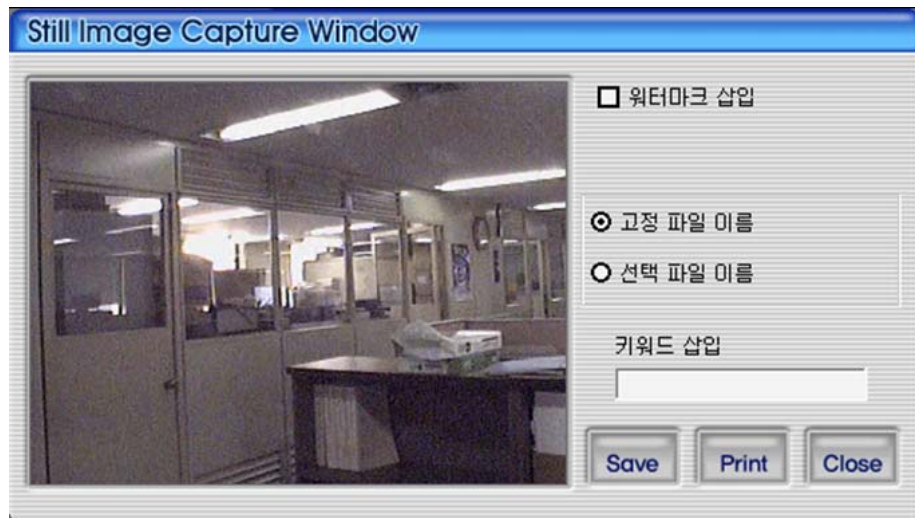 Still Image Capture Window
워터마크 삽입
고정 파일 이름
선택 파일 이름
키워드 삽입
Save Print Close